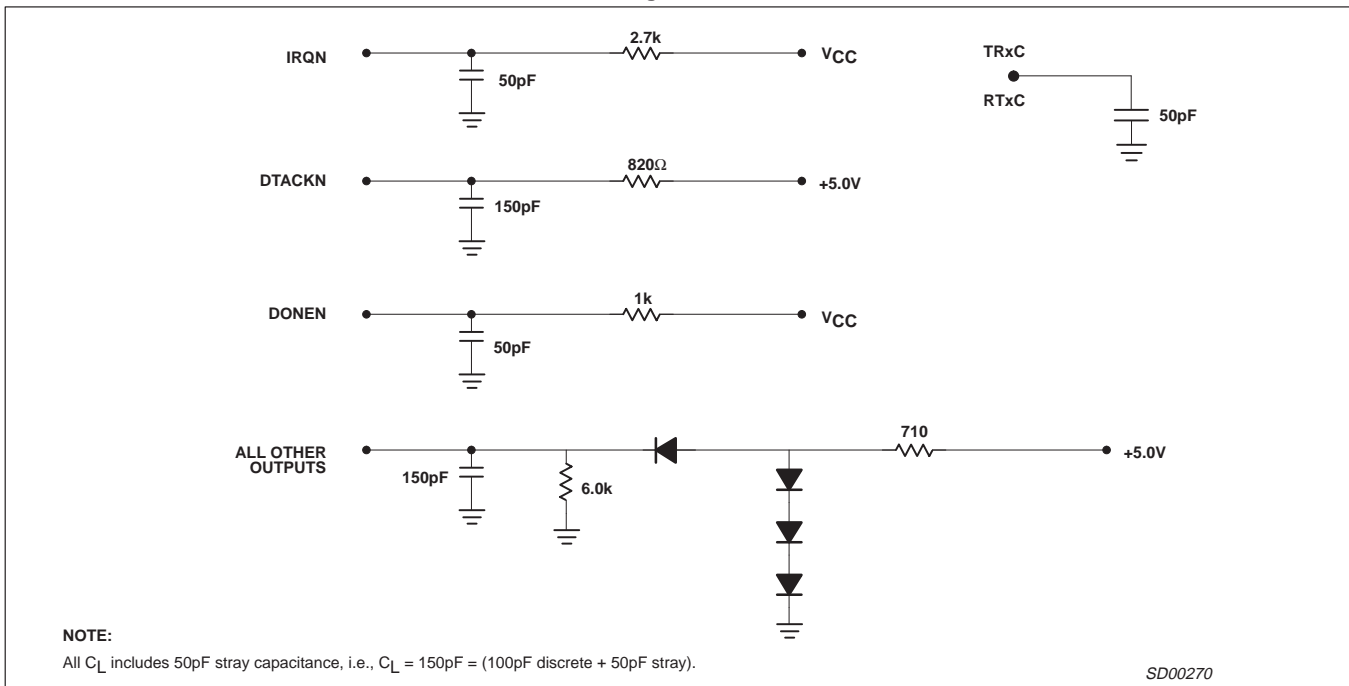 IRQN
2.7k
VCC
50pF
TRxC
RTxC
50pF
DTACKN
820Ω
+5.0V
150pF
DONEN
1k
VCC
50pF
ALL OTHER
OUTPUTS
710
+5.0V
150pF
6.0k
NOTE:
All CL includes 50pF stray capacitance, i.e., CL = 150pF = (100pF discrete + 50pF stray).
SD00270